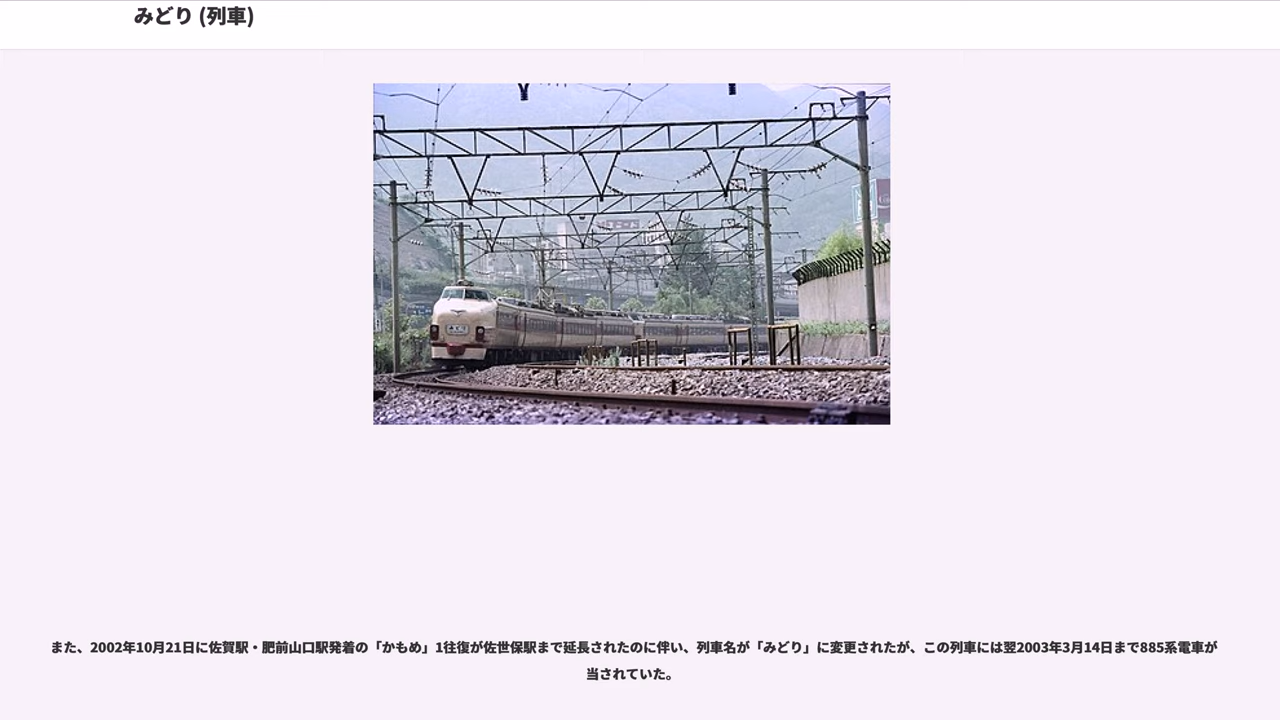 みどり (列車)
また、2002年10月21日に佐賀駅・肥前山口駅発着の「かもめ」1往復が佐世保駅まで延長されたのに伴い、列車名が「みどり」に変更されたが、この列車には翌2003年3月14日まで885系電車が
当されていた。